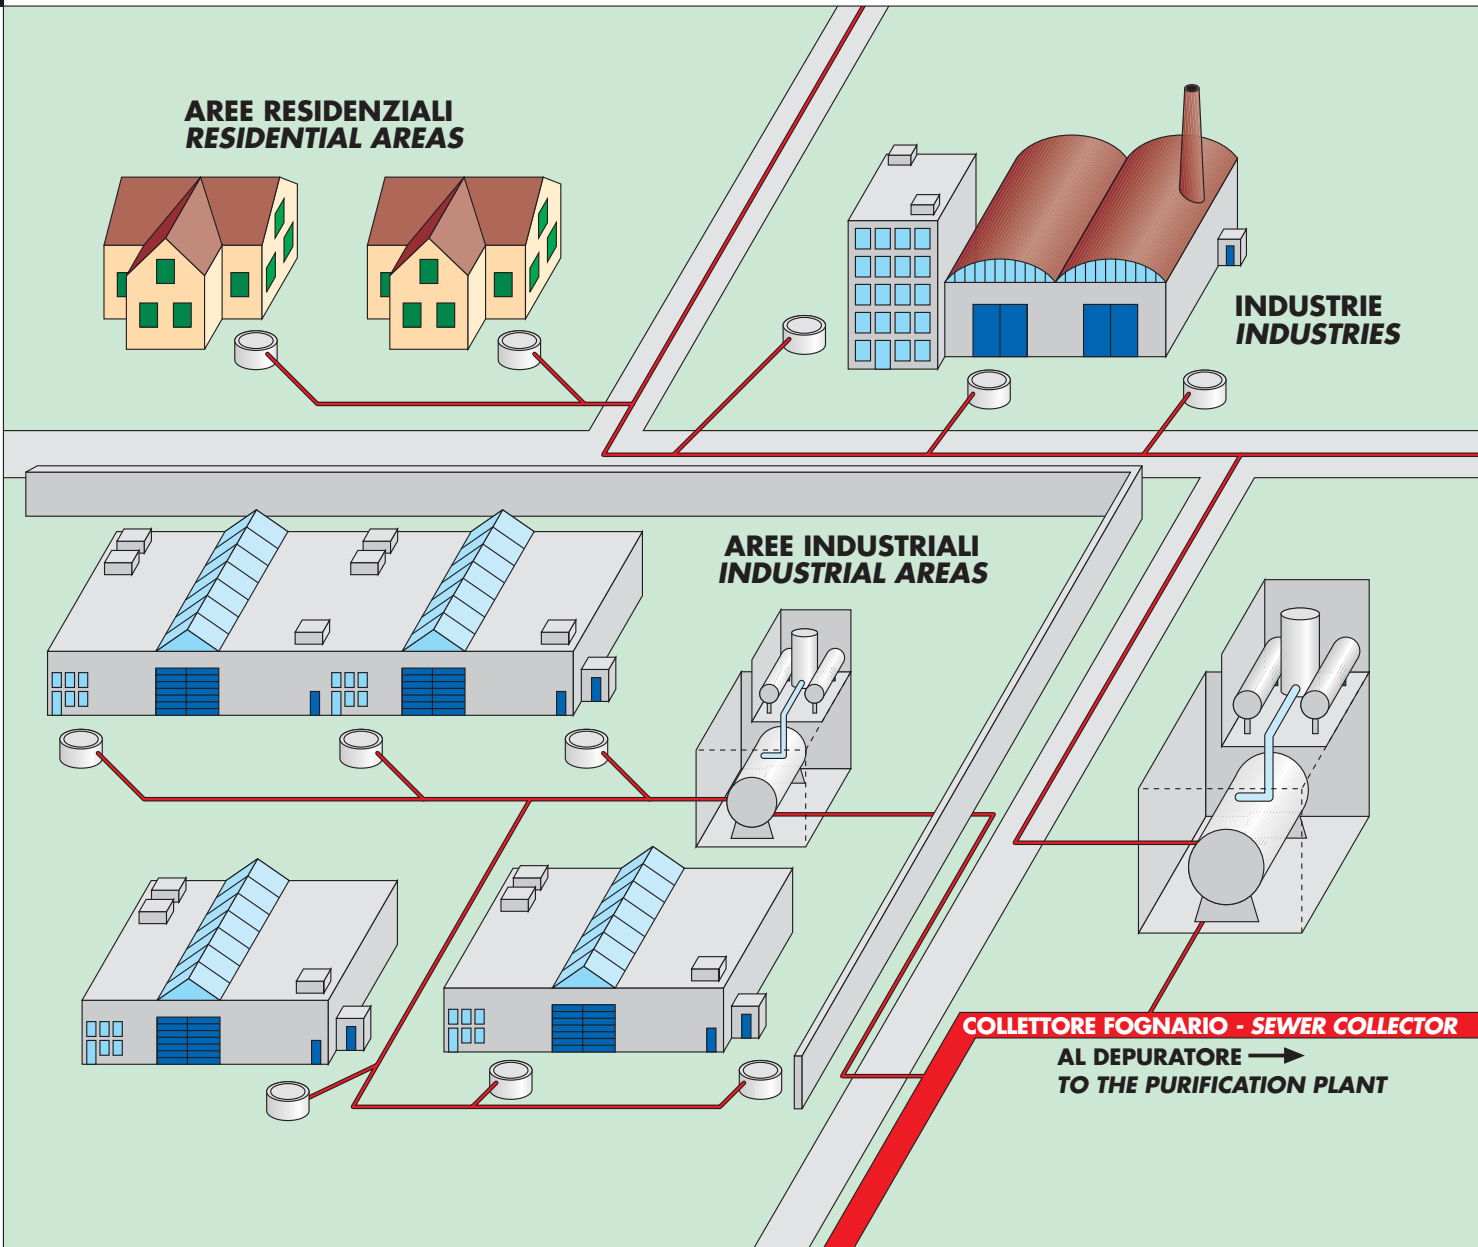 AREE RESIDENZIALI
RESIDENTIAL AREAS
INDUSTRIE
INDUSTRIES
AREE INDUSTRIALI
INDUSTRIAL AREAS
COLLETTORE FOGNARIO - SEWER COLLECTOR
AL DEPURATORE
TO THE PURIFICATION PLANT